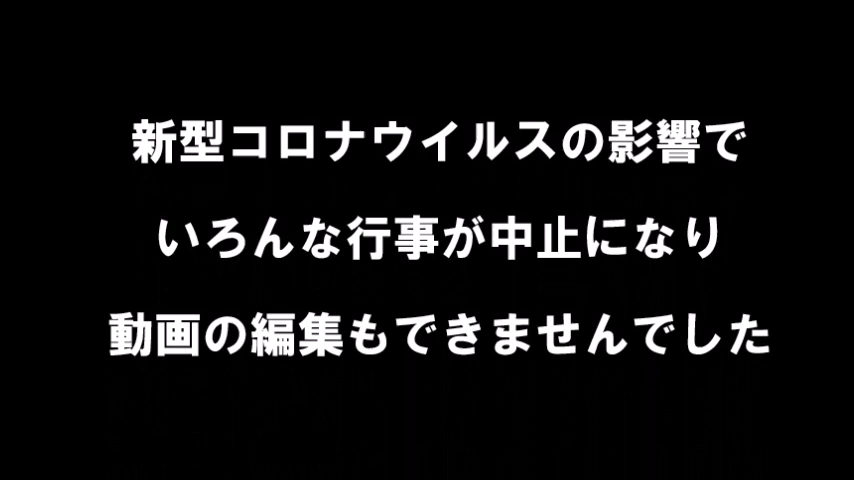 新型コロナウイルスの影響で
いろんな行事が中止になり
動画の編集もできませんでした